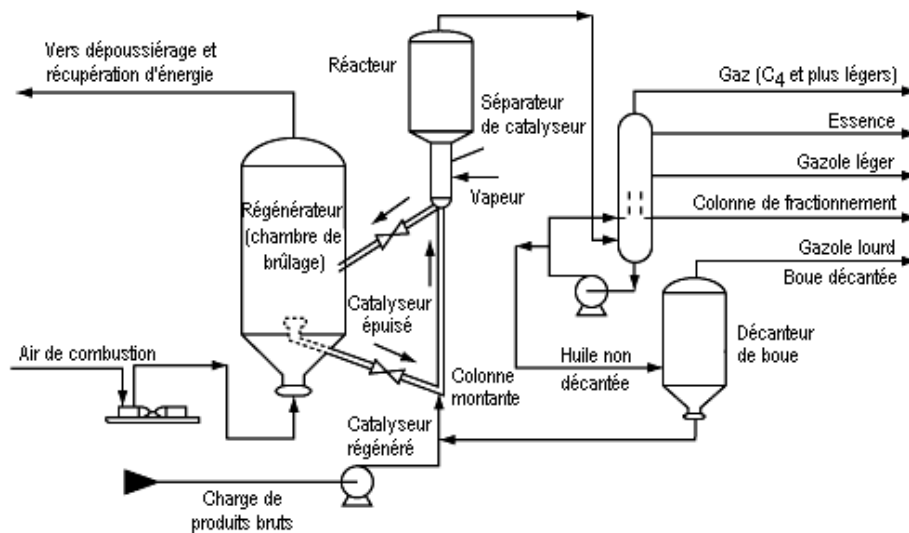 Vers dépoussiérage et
récupération d'énergie
Réacteur
Séparateur
de catalyseur
Vapeur
Régénérateur
(chambre de
brûlage)
Catalyseur
épuisé
Air de combustion
Colonne
montante
Catalyseur
régénéré
Charge de
produits bruts
Gaz (C4 et plus légers)
Essence
Gazole léger
Colonne de fractionnement
Gazole lourd
Boue décantée
Décanteur
de boue
Huile non
décantée